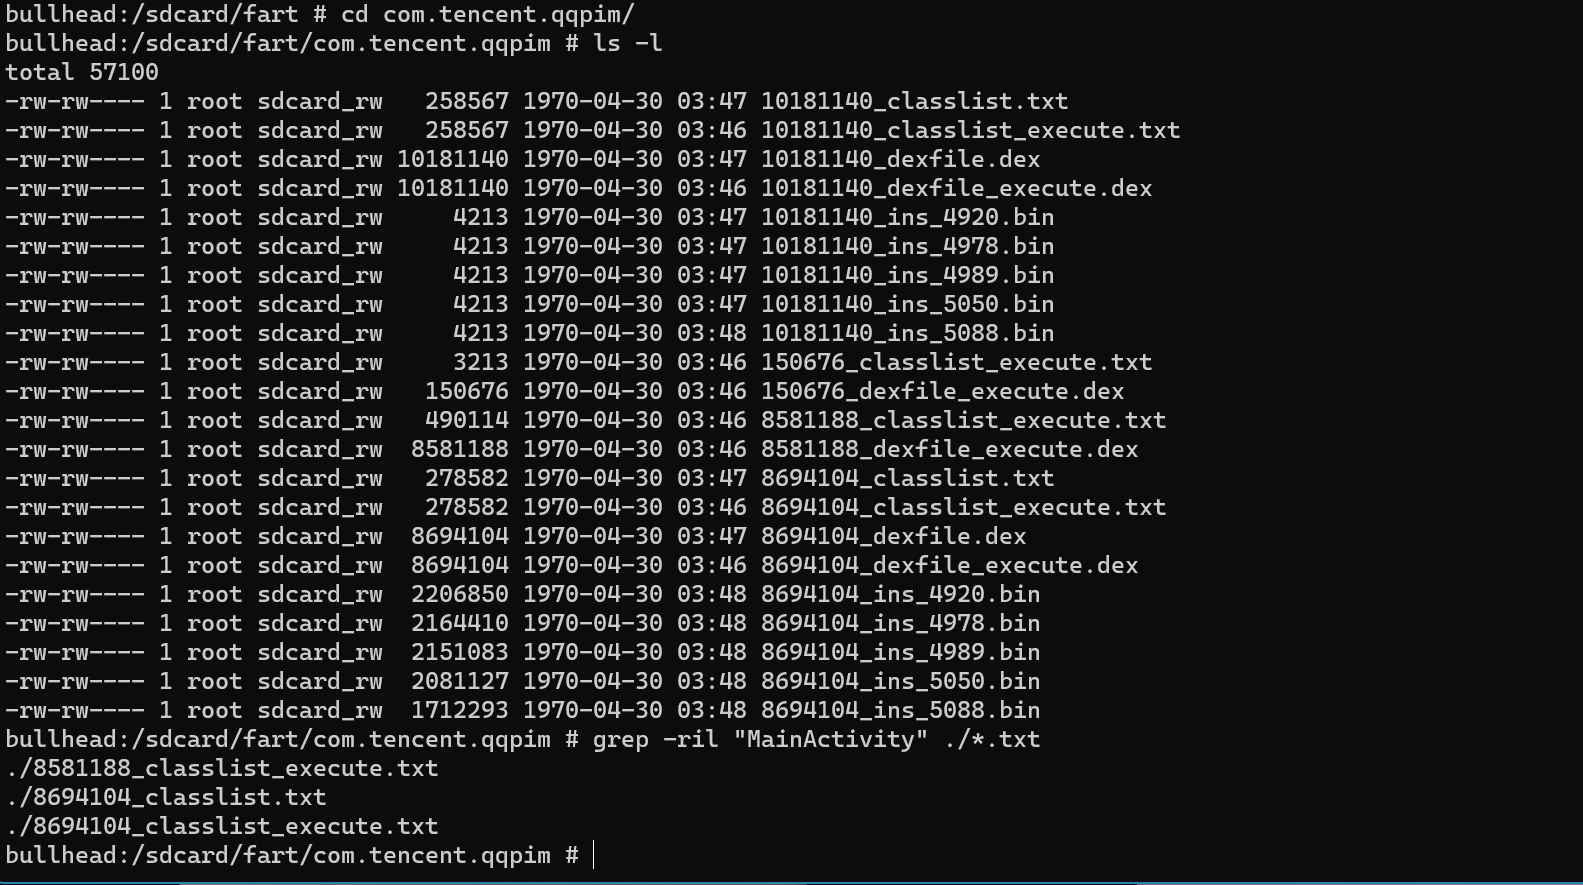 bullhead:/sdcard/fart # cd com.tencent.qqpim/
bullhead:/sdcard/fart/com.tencent.qqpim # ls -l
total 57100
-rw-rw---- 1 root sdcard_rw   258567 1970-04-30 03:47 10181140_classlist.txt
-rw-rw---- 1 root sdcard_rw   258567 1970-04-30 03:46 10181140_classlist_execute.txt
-rw-rw---- 1 root sdcard_rw 10181140 1970-04-30 03:47 10181140_dexfile.dex
-rw-rw---- 1 root sdcard_rw 10181140 1970-04-30 03:46 10181140_dexfile_execute.dex
-rw-rw---- 1 root sdcard_rw     4213 1970-04-30 03:47 10181140_ins_4920.bin
-rw-rw---- 1 root sdcard_rw     4213 1970-04-30 03:47 10181140_ins_4978.bin
-rw-rw---- 1 root sdcard_rw     4213 1970-04-30 03:47 10181140_ins_4989.bin
-rw-rw---- 1 root sdcard_rw     4213 1970-04-30 03:47 10181140_ins_5050.bin
-rw-rw---- 1 root sdcard_rw     4213 1970-04-30 03:48 10181140_ins_5088.bin
-rw-rw---- 1 root sdcard_rw     3213 1970-04-30 03:46 150676_classlist_execute.txt
-rw-rw---- 1 root sdcard_rw   150676 1970-04-30 03:46 150676_dexfile_execute.dex
-rw-rw---- 1 root sdcard_rw   490114 1970-04-30 03:46 8581188_classlist_execute.txt
-rw-rw---- 1 root sdcard_rw  8581188 1970-04-30 03:46 8581188_dexfile_execute.dex
-rw-rw---- 1 root sdcard_rw   278582 1970-04-30 03:47 8694104_classlist.txt
-rw-rw---- 1 root sdcard_rw   278582 1970-04-30 03:46 8694104_classlist_execute.txt
-rw-rw---- 1 root sdcard_rw  8694104 1970-04-30 03:47 8694104_dexfile.dex
-rw-rw---- 1 root sdcard_rw  8694104 1970-04-30 03:46 8694104_dexfile_execute.dex
-rw-rw---- 1 root sdcard_rw  2206850 1970-04-30 03:48 8694104_ins_4920.bin
-rw-rw---- 1 root sdcard_rw  2164410 1970-04-30 03:48 8694104_ins_4978.bin
-rw-rw---- 1 root sdcard_rw  2151083 1970-04-30 03:48 8694104_ins_4989.bin
-rw-rw---- 1 root sdcard_rw  2081127 1970-04-30 03:48 8694104_ins_5050.bin
-rw-rw---- 1 root sdcard_rw  1712293 1970-04-30 03:48 8694104_ins_5088.bin
bullhead:/sdcard/fart/com.tencent.qqpim # grep -ril "MainActivity" ./*.txt
./8581188_classlist_execute.txt
./8694104_classlist.txt
./8694104_classlist_execute.txt
bullhead:/sdcard/fart/com.tencent.qqpim #